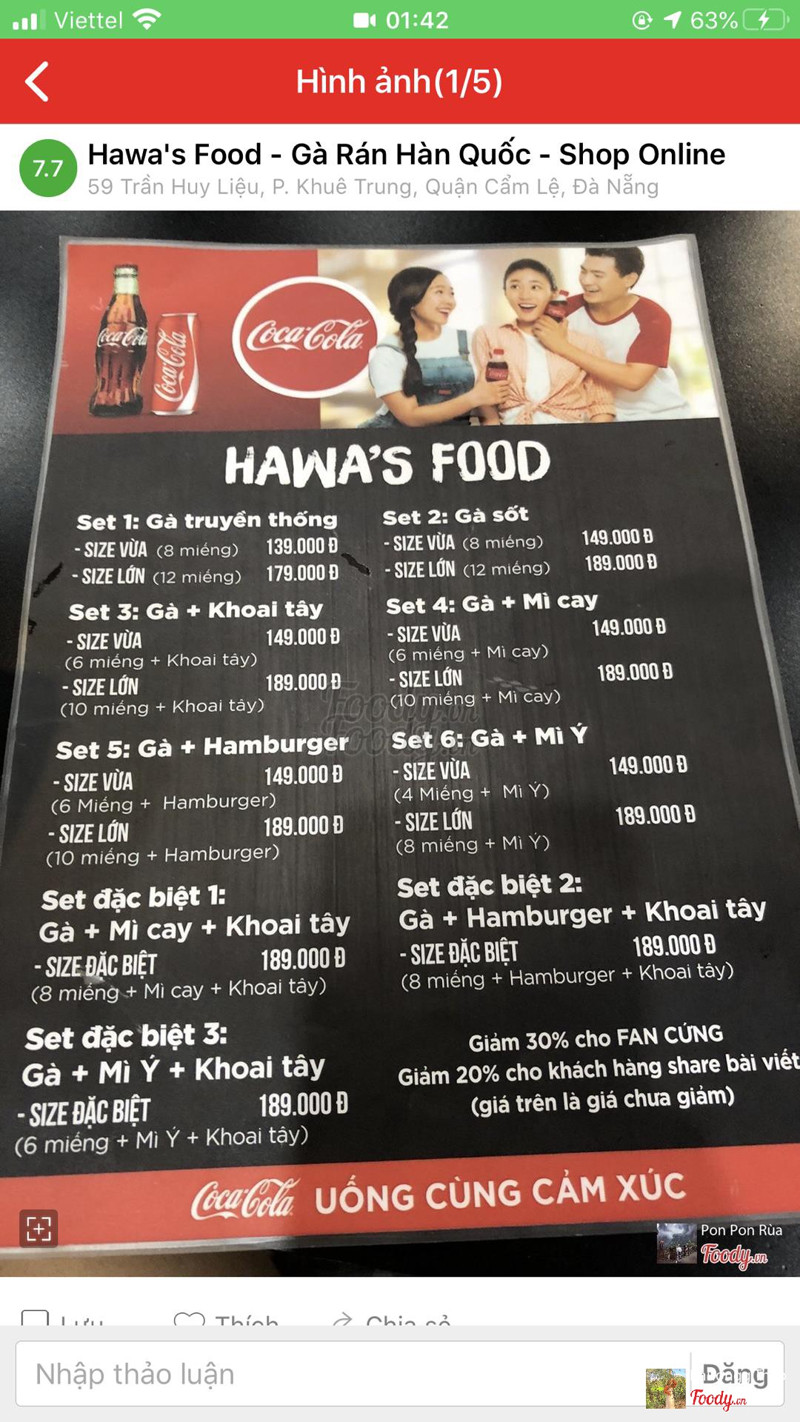 Viettel 01:42 63%
Hình ảnh(1/5)
7.7
Hawa's Food - Gà Rán Hàn Quốc - Shop Online
59 Trần Huy Liệu, P. Khuê Trung, Quận Cẩm Lệ, Đà Nẵng
Coca-Cola
Coca-Cola
Coca-Cola
HAWA'S FOOD
Set 1: Gà truyền thống
- SIZE VỪA (8 miếng) 139.000 Đ
- SIZE LỚN (12 miếng) 179.000 Đ
Set 2: Gà sốt
- SIZE VỪA (8 miếng) 149.000 Đ
- SIZE LỚN (12 miếng) 189.000 Đ
Set 3: Gà + Khoai tây
- SIZE VỪA 149.000 Đ
(6 miếng + Khoai tây)
- SIZE LỚN 189.000 Đ
(10 miếng + Khoai tây)
Set 4: Gà + Mì cay
- SIZE VỪA 149.000 Đ
(6 miếng + Mì cay)
- SIZE LỚN 189.000 Đ
(10 miếng + Mì cay)
Foody.vn
Foody.vn
Set 5: Gà + Hamburger
- SIZE VỪA 149.000 Đ
(6 Miếng + Hamburger)
- SIZE LỚN 189.000 Đ
(10 miếng + Hamburger)
Set 6: Gà + Mì Ý
- SIZE VỪA 149.000 Đ
(4 Miếng + Mì Ý)
- SIZE LỚN 189.000 Đ
(8 miếng + Mì Ý)
Set đặc biệt 1:
Gà + Mì cay + Khoai tây
- SIZE ĐẶC BIỆT 189.000 Đ
(8 miếng + Mì cay + Khoai tây)
Set đặc biệt 2:
Gà + Hamburger + Khoai tây
- SIZE ĐẶC BIỆT 189.000 Đ
(8 miếng + Hamburger + Khoai tây)
Set đặc biệt 3:
Gà + Mì Ý + Khoai tây
- SIZE ĐẶC BIỆT 189.000 Đ
(6 miếng + Mì Ý + Khoai tây)
Giảm 30% cho FAN CỨNG
Giảm 20% cho khách hàng share bài viết
(giá trên là giá chưa giảm)
Coca-Cola UỐNG CÙNG CẢM XÚC
Pon Pon Rùa
Foody.vn
Lưu Thích Chia sẻ
Nhập thảo luận Đăng
Foody.vn